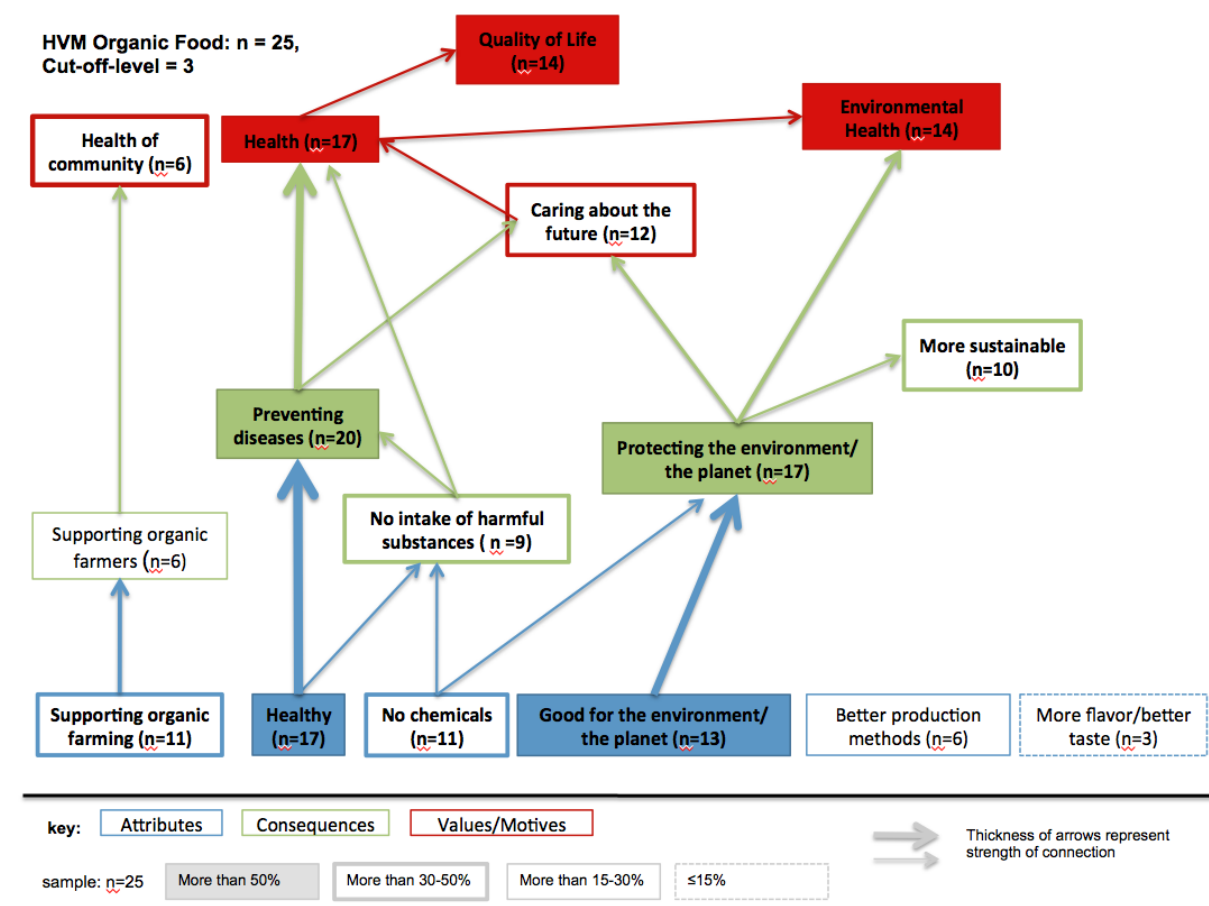 HVM Organic Food: n = 25,
Cut-off-level = 3
Quality of Life
(n=14)
Environmental
Health (n=14)
Health of
community (n=6)
Health (n=17)
Caring about the
future (n=12)
More sustainable
(n=10)
Preventing
diseases (n=20)
Protecting the environment/
the planet (n=17)
No intake of harmful
substances ( n =9)
Supporting organic
farmers (n=6)
Supporting organic
farming (n=11)
Healthy
(n=17)
No chemicals
(n=11)
Good for the environment/
the planet (n=13)
Better production
methods (n=6)
More flavor/better
taste (n=3)
key:
Attributes
Consequences
Values/Motives
Thickness of arrows represent
strength of connection
sample: n=25
More than 50%
More than 30-50%
More than 15-30%
≤15%